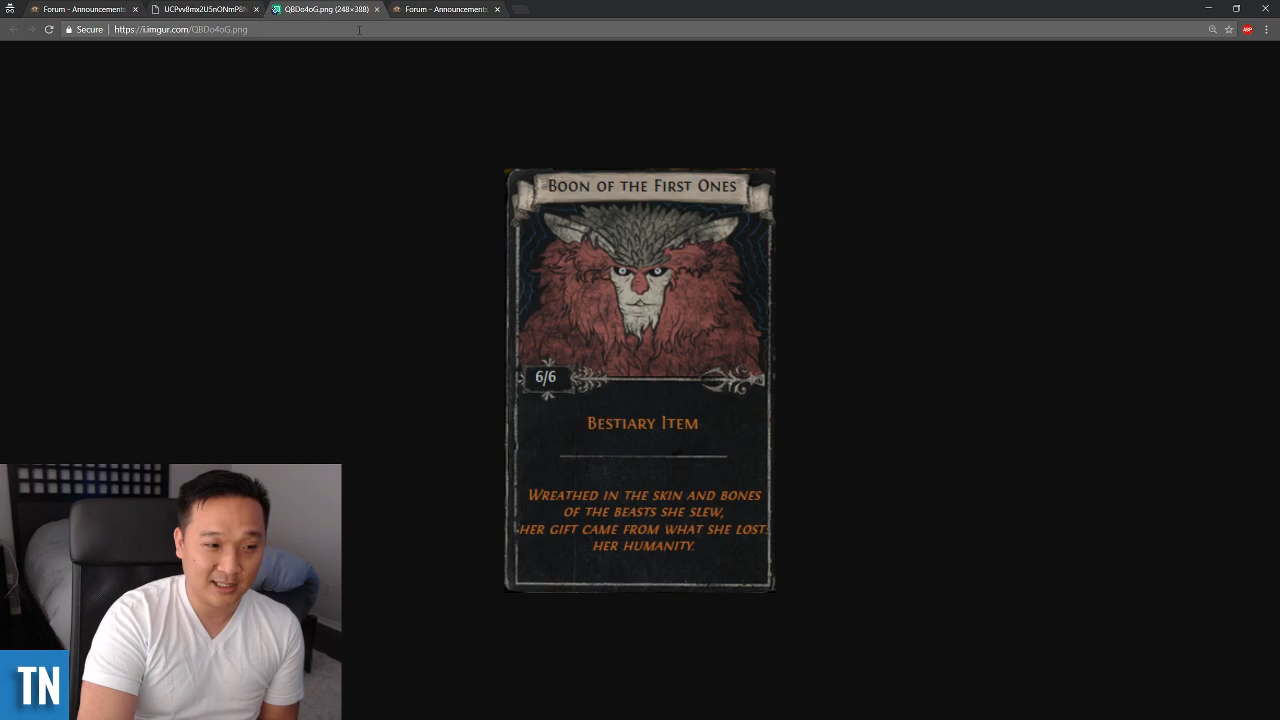 Forum - Announcements
UCPvv8mx2U5nONmP8N
QBDo4oG.png (248×388)
Forum - Announcements
Secure
https://i.imgur.com/QBDo4oG.png
ABP
BOON OF THE FIRST ONES
6/6
BESTIARY ITEM
WREATHED IN THE SKIN AND BONES
OF THE BEASTS SHE SLEW,
HER GIFT CAME FROM WHAT SHE LOST:
HER HUMANITY.
TN